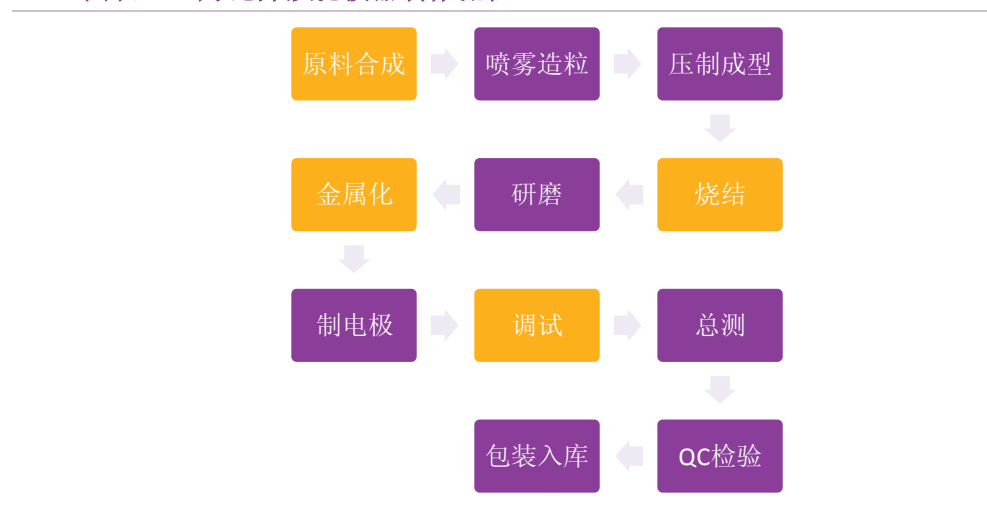 原料合成
喷雾造粒
压制成型
烧结
研磨
金属化
制电极
调试
总测
QC检验
包装入库